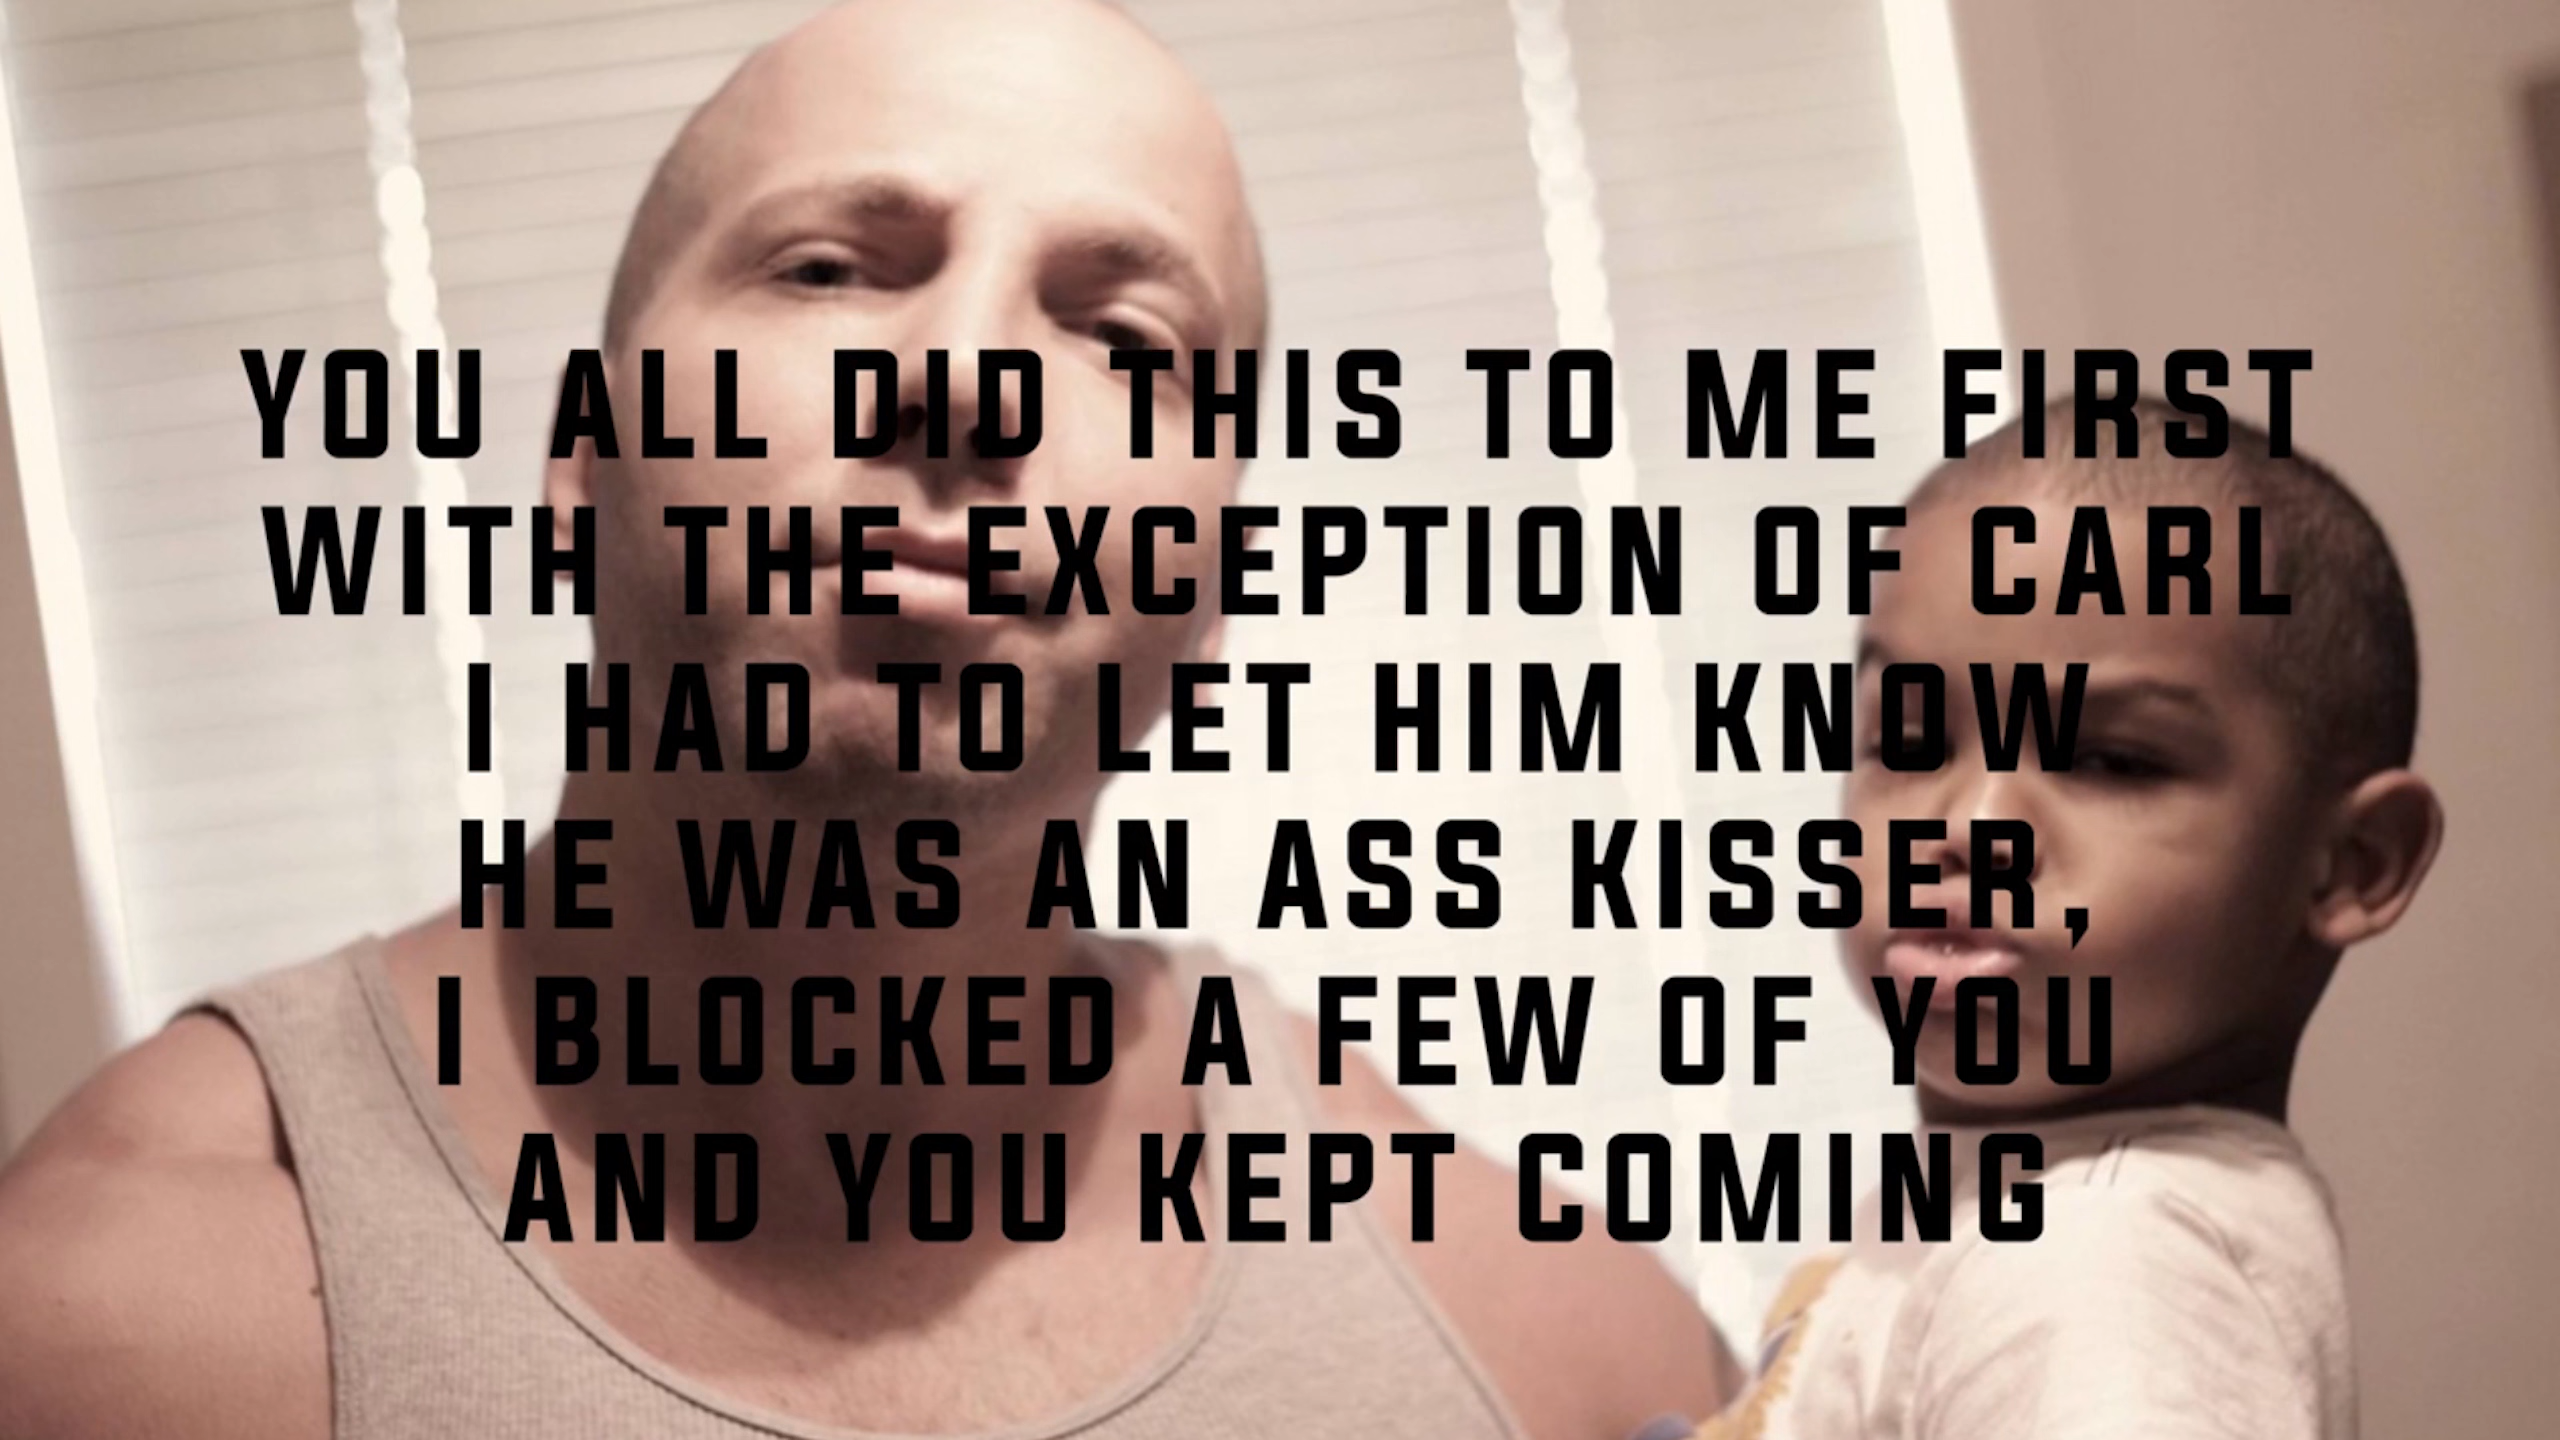 YOU ALL DID THIS TO ME FIRST
WITH THE EXCEPTION OF CARL
I HAD TO LET HIM KNOW
HE WAS AN ASS KISSER,
I BLOCKED A FEW OF YOU
AND YOU KEPT COMING